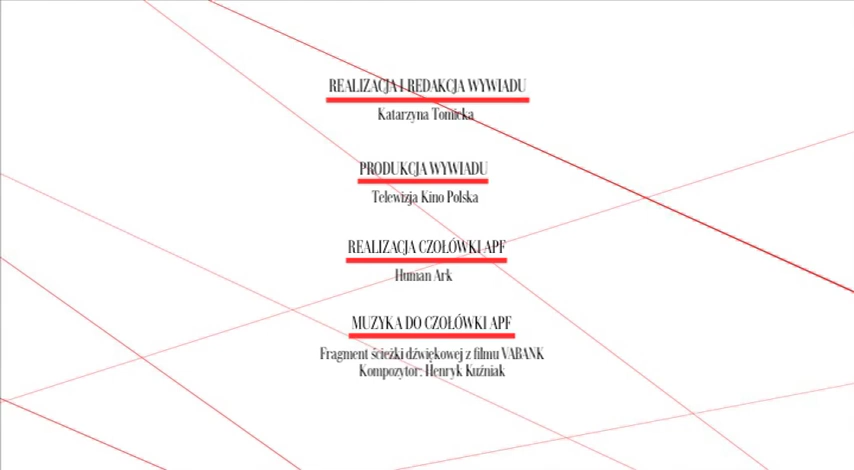 REALIZACJA I REDAKCJA WYWIADU
Katarzyna Tomicka
PRODUKCJA WYWIADU
Telewizja Kino Polska
REALIZACJA CZOŁÓWKI APF
Human Ark
MUZYKA DO CZOŁÓWKI APF
Fragment ścieżki dźwiękowej z filmu VABANK
Kompozytor: Henryk Kuźniak